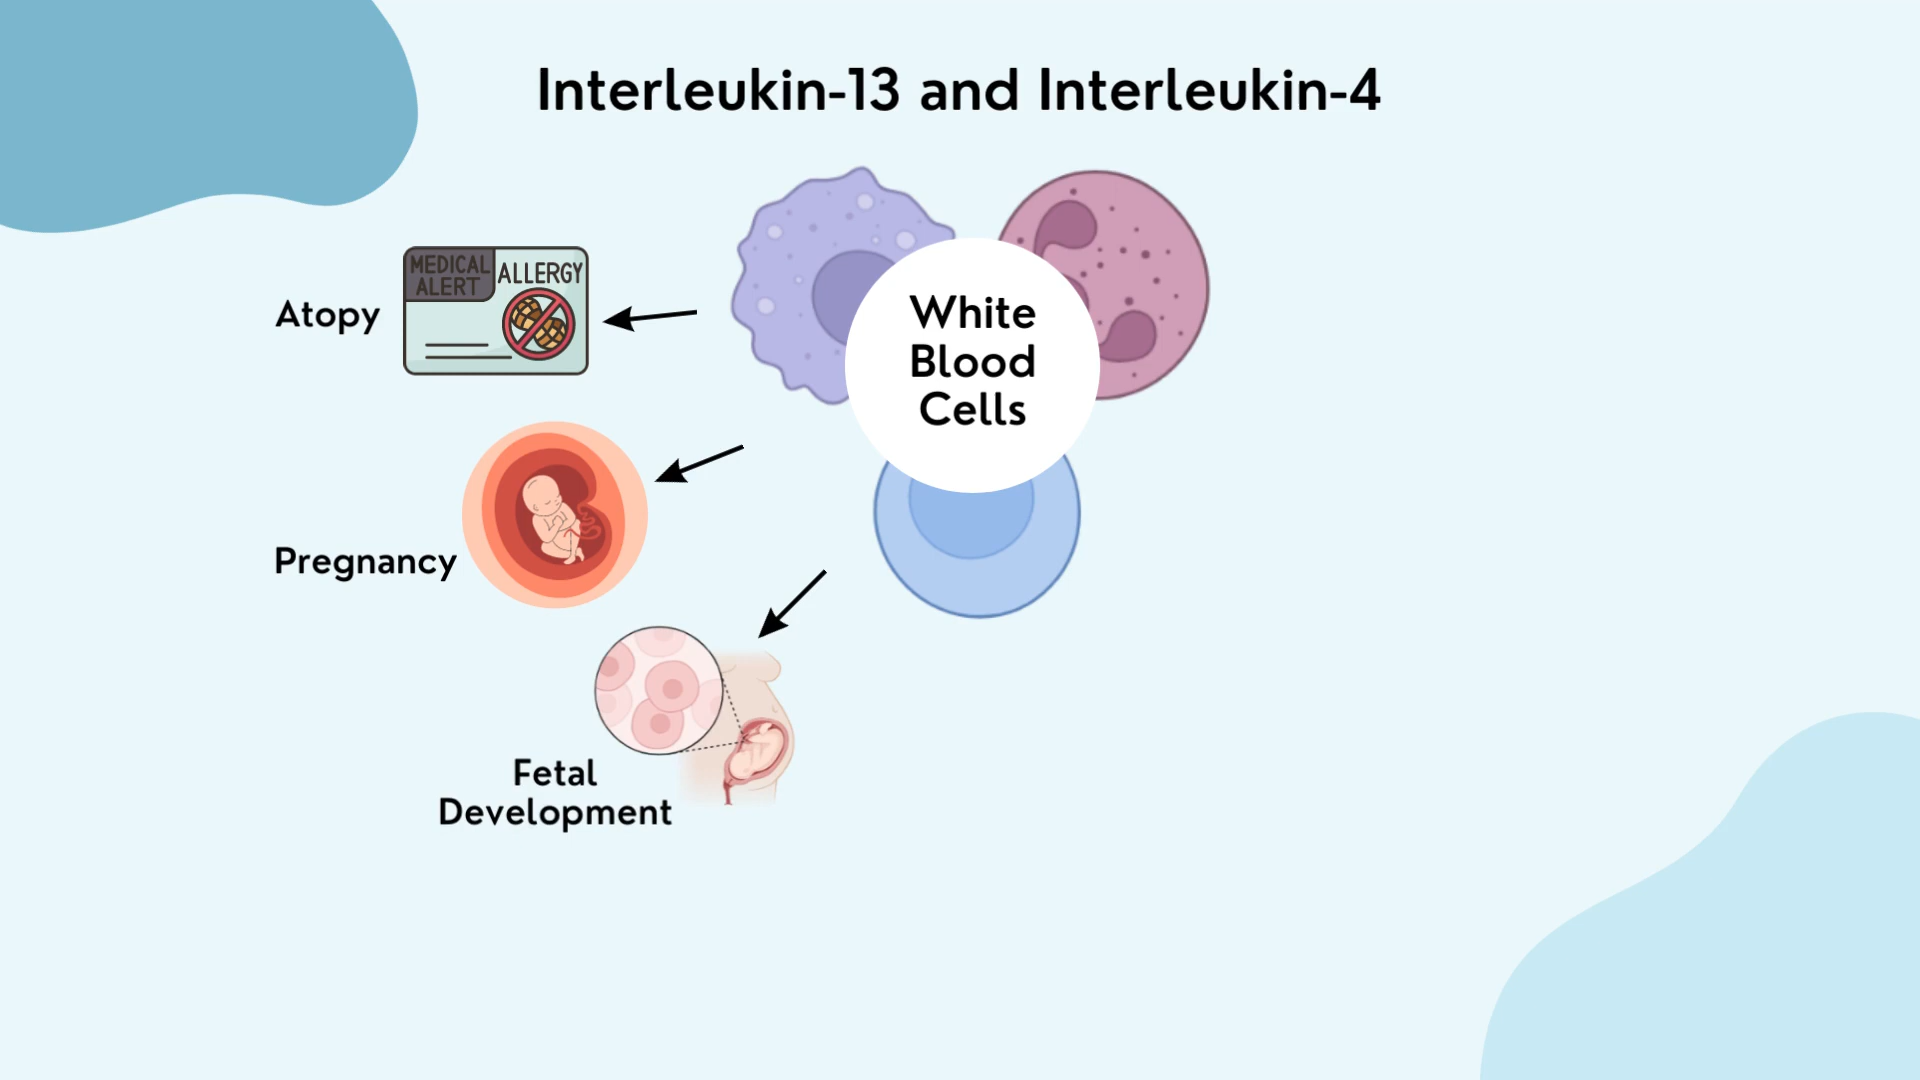 Interleukin-13 and Interleukin-4
White
Blood
Cells
MEDICAL
ALERT
ALLERGY
Atopy
Pregnancy
Fetal
Development